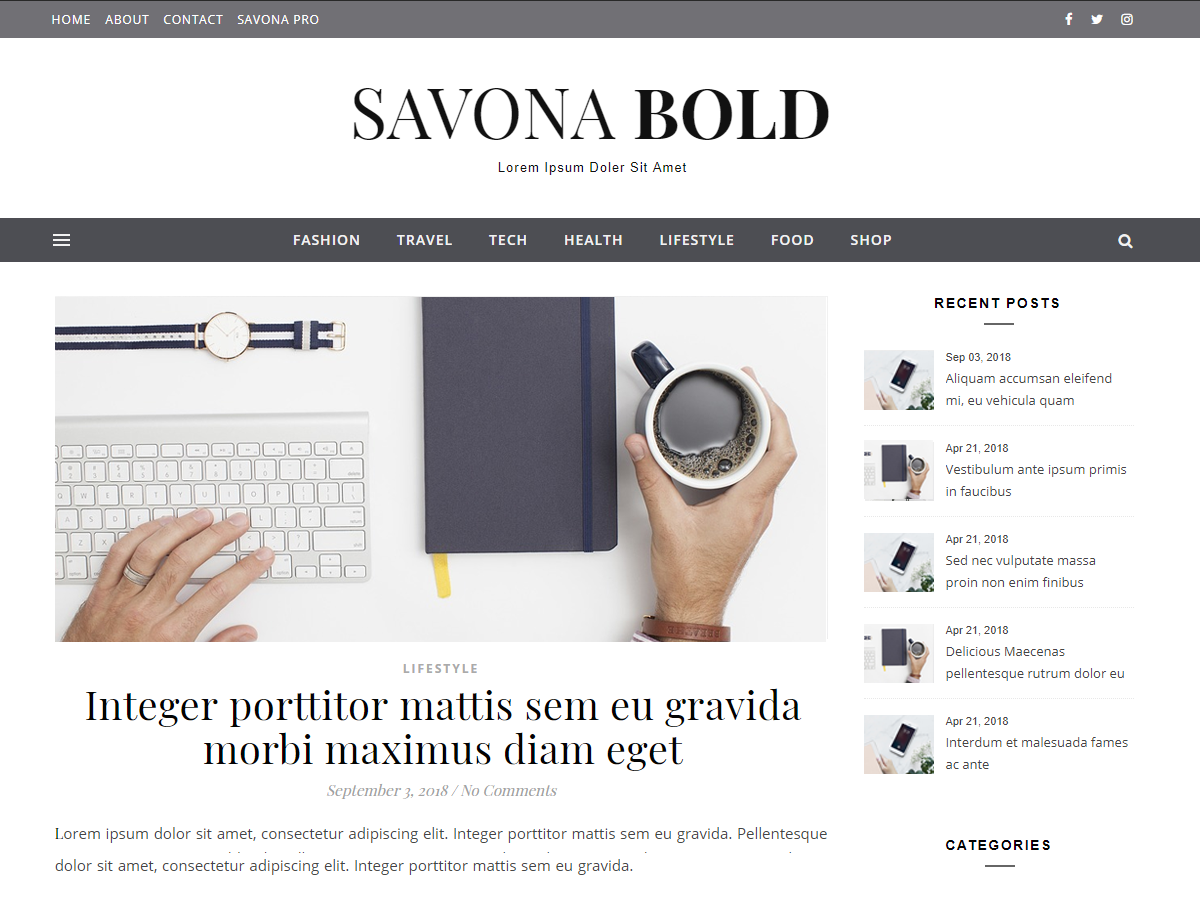 HOME ABOUT CONTACT SAVONA PRO
SAVONA BOLD
Lorem Ipsum Doler Sit Amet
FASHION TRAVEL TECH HEALTH LIFESTYLE FOOD SHOP
LIFESTYLE
Integer porttitor mattis sem eu gravida
morbi maximus diam eget
September 3, 2018 / No Comments
Lorem ipsum dolor sit amet, consectetur adipiscing elit. Integer porttitor mattis sem eu gravida. Pellentesque
dolor sit amet, consectetur adipiscing elit. Integer porttitor mattis sem eu gravida.
RECENT POSTS
Sep 03, 2018
Aliquam accumsan eleifend
mi, eu vehicula quam
Apr 21, 2018
Vestibulum ante ipsum primis
in faucibus
Apr 21, 2018
Sed nec vulputate massa
proin non enim finibus
Apr 21, 2018
Delicious Maecenas
pellentesque rutrum dolor eu
Apr 21, 2018
Interdum et malesuada fames
ac ante
CATEGORIES